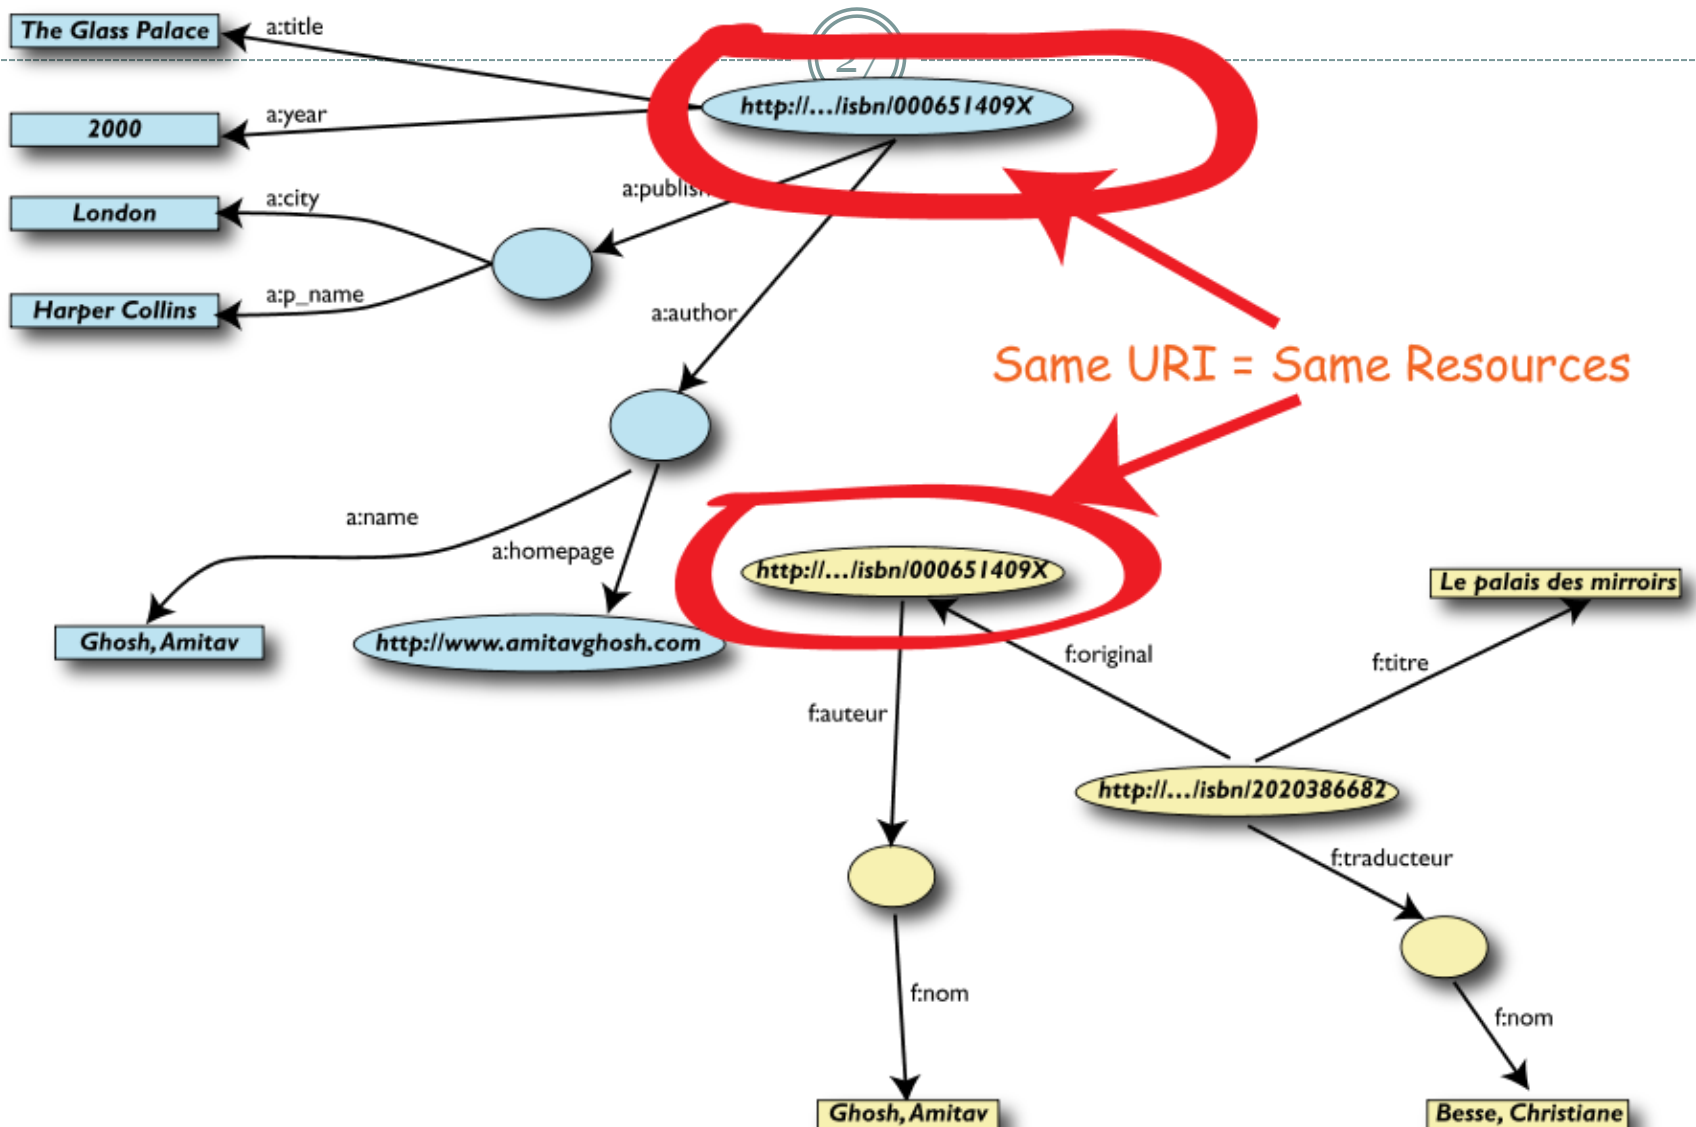 The Glass Palace
a:title
http://.../isbn/000651409X
2000
a:year
London
a:city
Harper Collins
a:p_name
a:author
Same URI = Same Resources
a:name
a:homepage
http://.../isbn/000651409X
Le palais des mirroirs
Ghosh, Amitav
http://www.amitavghosh.com
f:original
f:titre
f:auteur
http://.../isbn/2020386682
f:traducteur
f:nom
f:nom
Ghosh, Amitav
Besse, Christiane